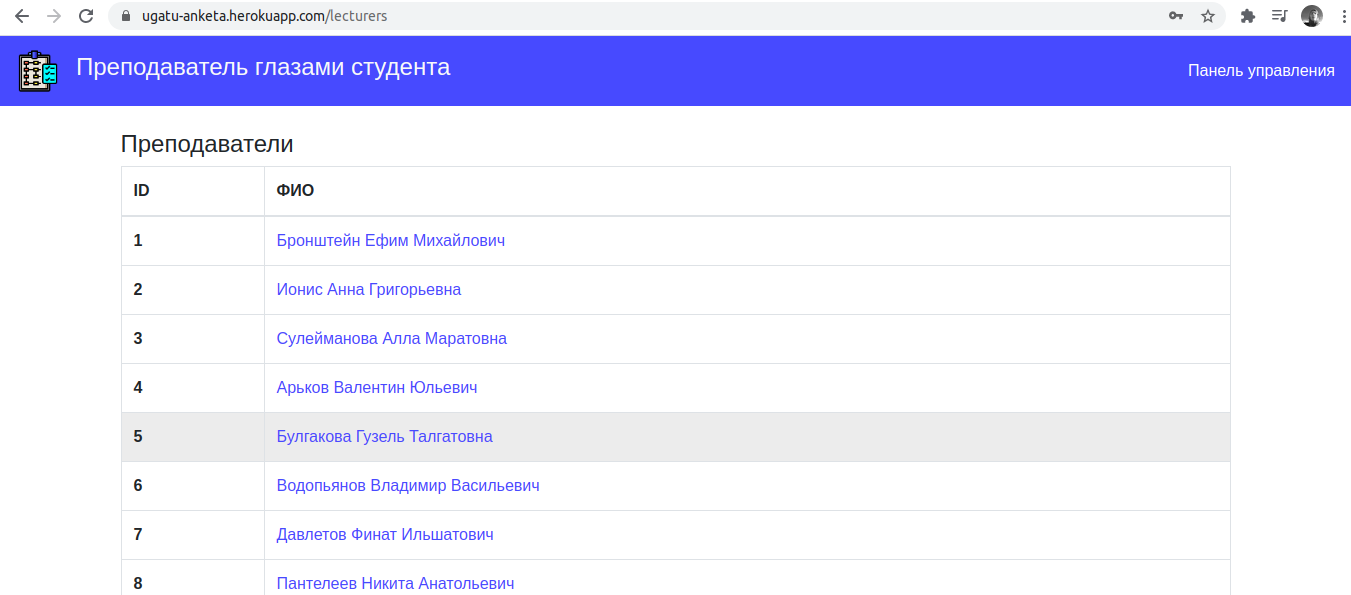 ugatu-anketa.herokuapp.com/lecturers
Преподаватель глазами студента
Панель управления
Преподаватели
ID ФИО
1 Бронштейн Ефим Михайлович
2 Ионис Анна Григорьевна
3 Сулейманова Алла Маратовна
4 Арьков Валентин Юльевич
5 Булгакова Гузель Талгатовна
6 Водопьянов Владимир Васильевич
7 Давлетов Финат Ильшатович
8 Пантелеев Никита Анатольевич